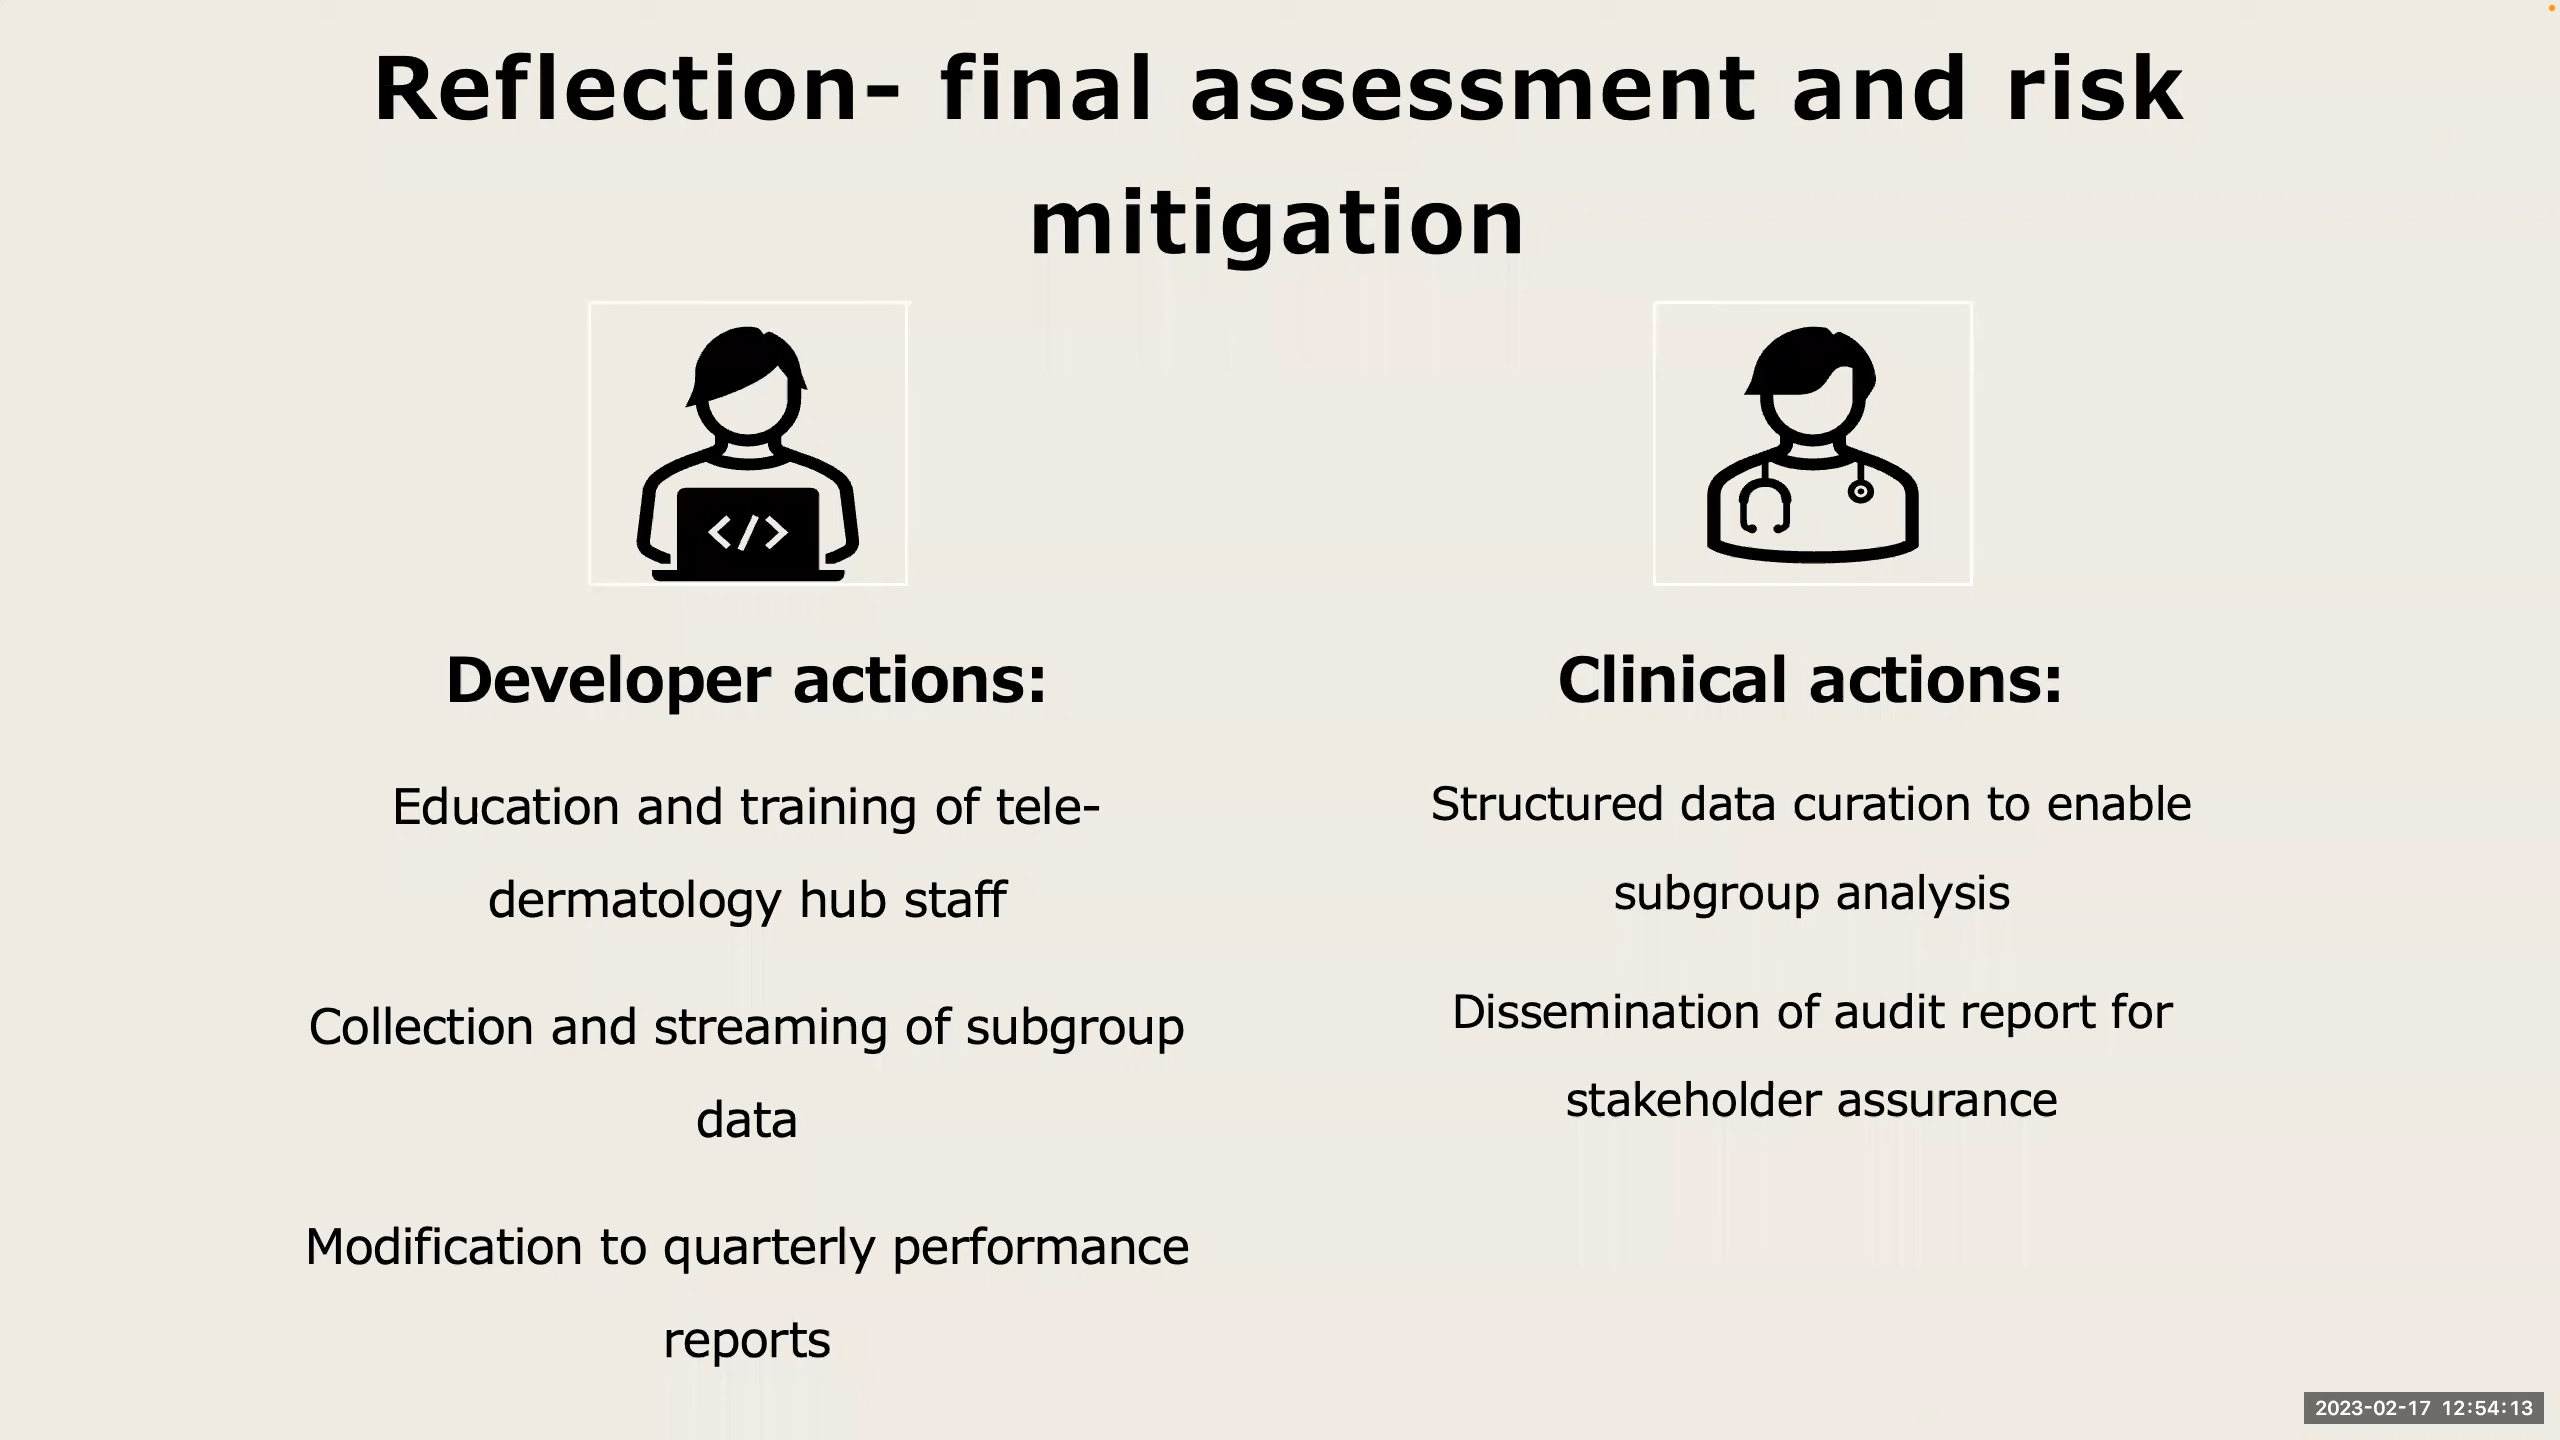 Reflection- final assessment and risk
mitigation
</>
Developer actions:
Education and training of tele-
dermatology hub staff
Collection and streaming of subgroup
data
Modification to quarterly performance
reports
Clinical actions:
Structured data curation to enable
subgroup analysis
Dissemination of audit report for
stakeholder assurance
2023-02-17 12:54:13